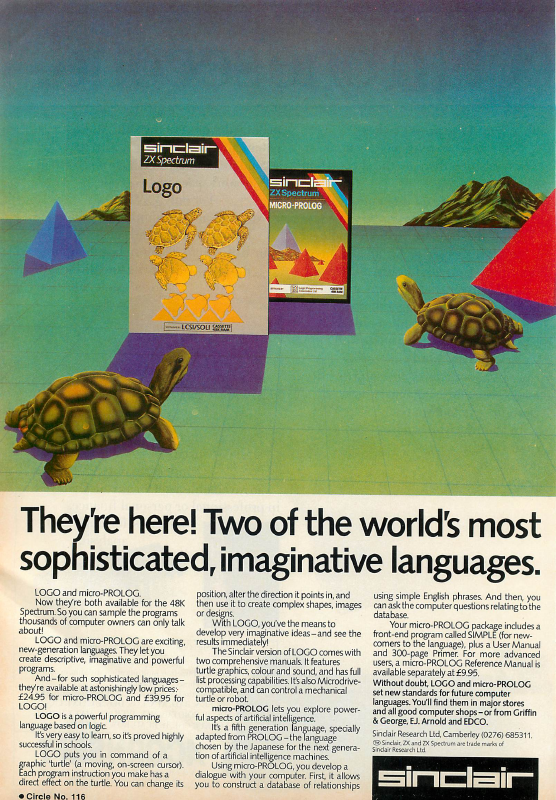 sinclair
ZX Spectrum
Logo
LCSI/SOLI
CASSETTE
sinclair
ZX Spectrum
MICRO-PROLOG
CASSETTE
They're here! Two of the world's most
sophisticated, imaginative languages.
LOGO and micro-PROLOG.
Now they're both available for the 48K
Spectrum. So you can sample the programs
thousands of computer owners can only talk
about!
LOGO and micro-PROLOG are exciting,
new-generation languages. They let you
create descriptive, imaginative and powerful
programs.
And – for such sophisticated languages –
they're available at astonishingly low prices:
£24.95 for micro-PROLOG and £39.95 for
LOGO!
LOGO is a powerful programming
language based on logic.
It's very easy to learn, so it's proved highly
successful in schools.
LOGO puts you in command of a
graphic 'turtle' (a moving, on-screen cursor).
Each program instruction you make has a
direct effect on the turtle. You can change its
position, alter the direction it points in, and
then use it to create complex shapes, images
or designs.
With LOGO, you've the means to
develop very imaginative ideas – and see the
results immediately!
The Sinclair version of LOGO comes with
two comprehensive manuals. It features
turtle graphics, colour and sound, and has full
list processing capabilities. It's also Microdrive-
compatible, and can control a mechanical
turtle or robot.
micro-PROLOG lets you explore power-
ful aspects of artificial intelligence.
It's a fifth generation language, specially
adapted from PROLOG – the language
chosen by the Japanese for the next genera-
tion of artificial intelligence machines.
Using micro-PROLOG, you develop a
dialogue with your computer. First, it allows
you to construct a database of relationships
using simple English phrases. And then, you
can ask the computer questions relating to the
database.
Your micro-PROLOG package includes a
front-end program called SIMPLE (for new-
comers to the language), plus a User Manual
and 300-page Primer. For more advanced
users, a micro-PROLOG Reference Manual is
available separately at £9.95.
Without doubt, LOGO and micro-PROLOG
set new standards for future computer
languages. You'll find them in major stores
and all good computer shops – or from Griffin
& George, E.J. Arnold and EDCO.
Sinclair Research Ltd, Camberley (0276) 685311.
Sinclair, ZX and ZX Spectrum are trade marks of
Sinclair Research Ltd.
sinclair
● Circle No. 116